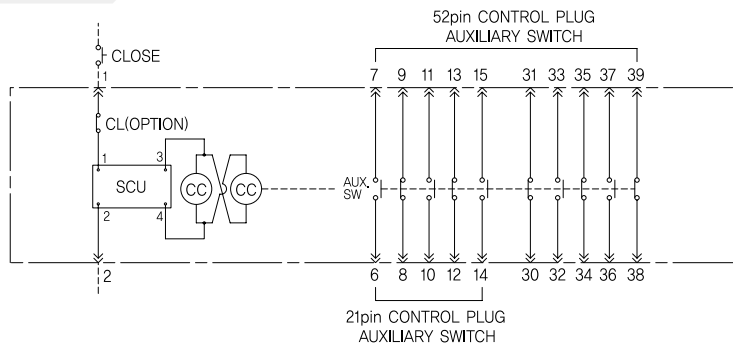 52pin CONTROL PLUG
AUXILIARY SWITCH
CLOSE
1
7 9 11 13 15 31 33 35 37 39
CL(OPTION)
1 3
SCU CC CC
AUX.
SW
2 4
2
6 8 10 12 14 30 32 34 36 38
21pin CONTROL PLUG
AUXILIARY SWITCH